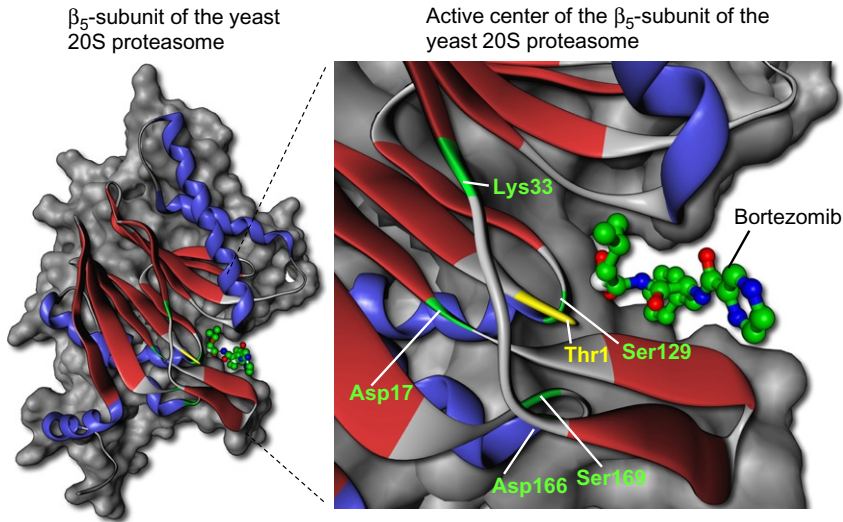 β5-subunit of the yeast
20S proteasome
Active center of the β5-subunit of the
yeast 20S proteasome
Lys33
Bortezomib
Thr1
Ser129
Asp17
Asp166
Ser169